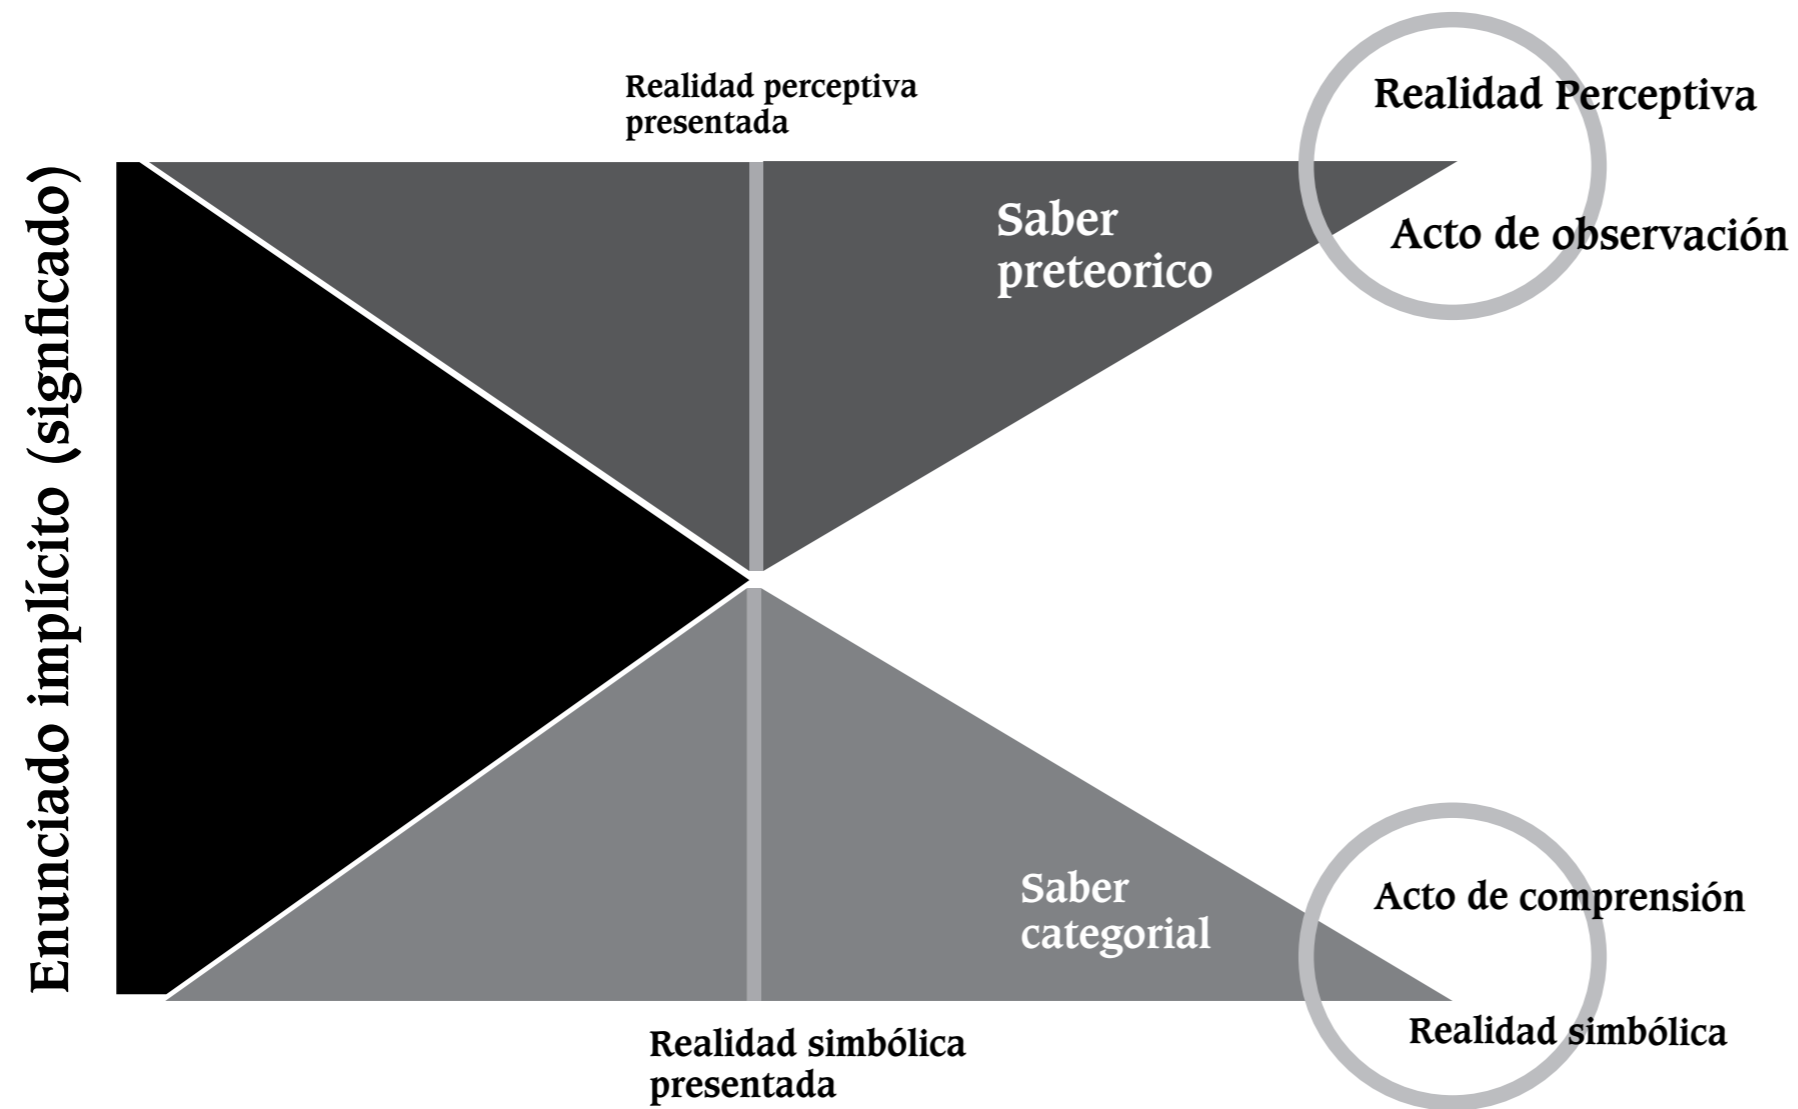 Realidad perceptiva
presentada
Realidad Perceptiva
Acto de observación
Saber
preteorico
Enunciado implícito (signficado)
Saber
categorial
Acto de comprensión
Realidad simbólica
Realidad simbólica
presentada